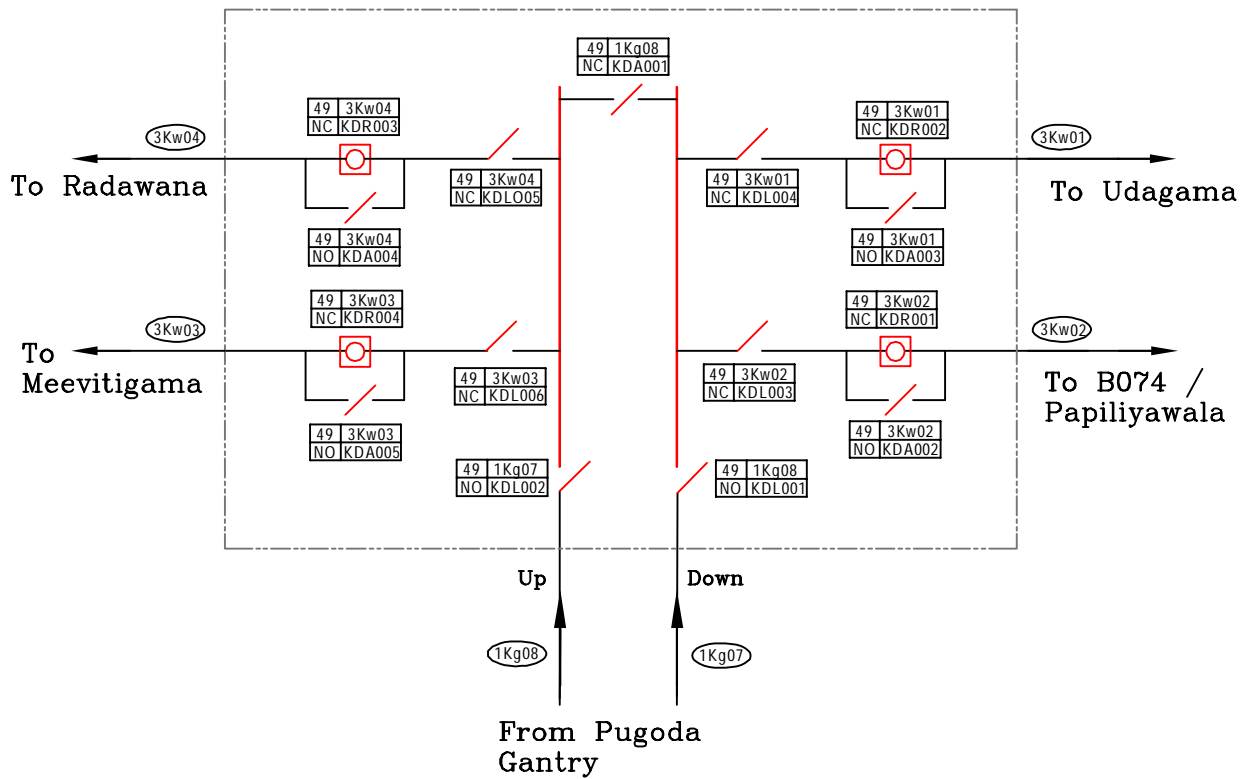 49 1Kg08
NC KDA001
49 3Kw04
NC KDR003
49 3Kw01
NC KDR002
3Kw04
3Kw01
To Radawana
49 3Kw04
NC KDLO05
49 3Kw01
NC KDL004
To Udagama
49 3Kw04
NO KDA004
49 3Kw01
NO KDA003
49 3Kw03
NC KDR004
49 3Kw02
NC KDR001
3Kw03
3Kw02
To
Meevitigama
49 3Kw03
NC KDL006
49 3Kw02
NC KDL003
To B074 /
Papiliyawala
49 3Kw03
NO KDA005
49 3Kw02
NO KDA002
49 1Kg07
NO KDL002
49 1Kg08
NO KDL001
Up
Down
1Kg08
1Kg07
From Pugoda
Gantry